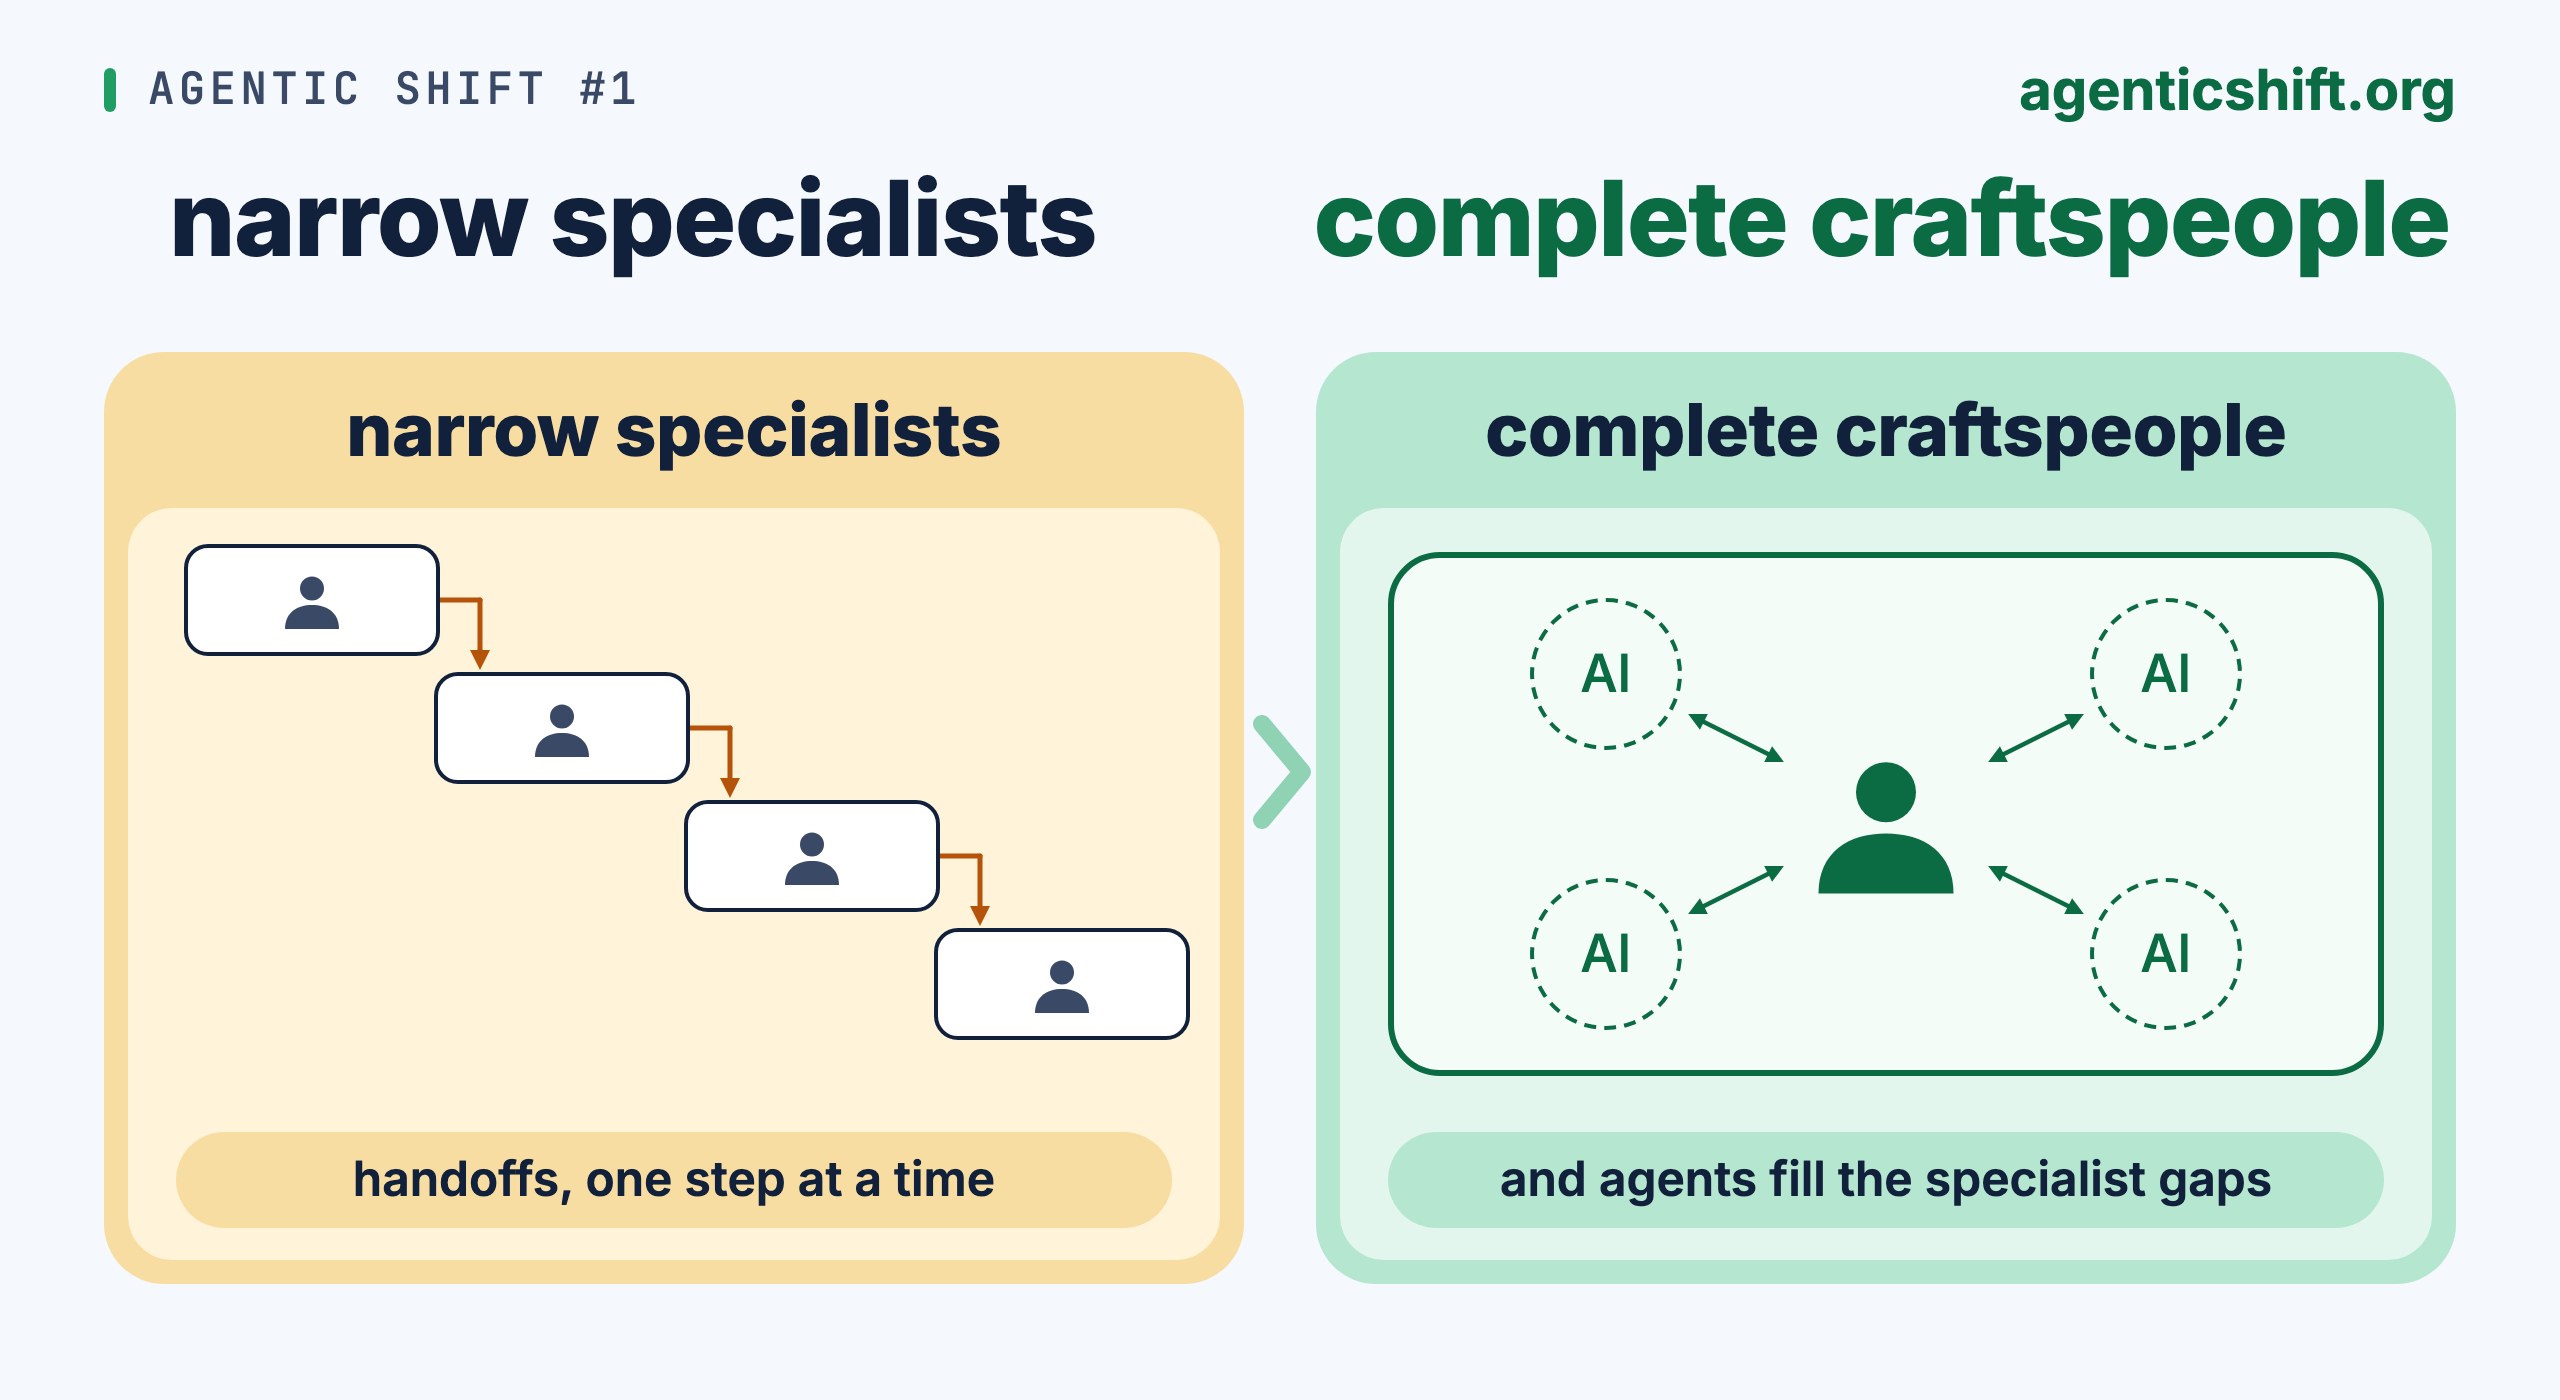 AGENTIC SHIFT #1
agenticshift.org
narrow specialists
complete craftspeople
narrow specialists
handoffs, one step at a time
complete craftspeople
AI
AI
AI
AI
and agents fill the specialist gaps